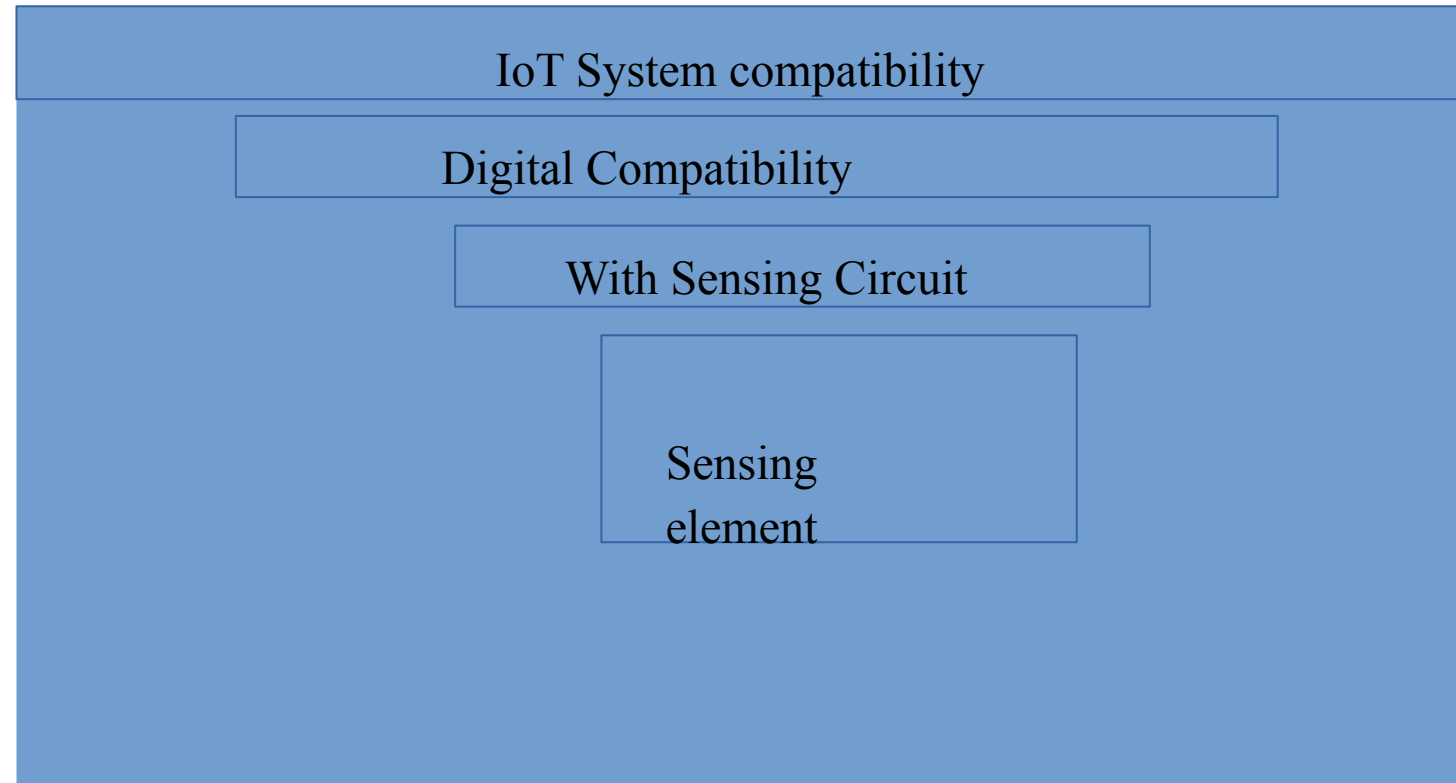 IoT System compatibility
Digital Compatibility
With Sensing Circuit
Sensing
element